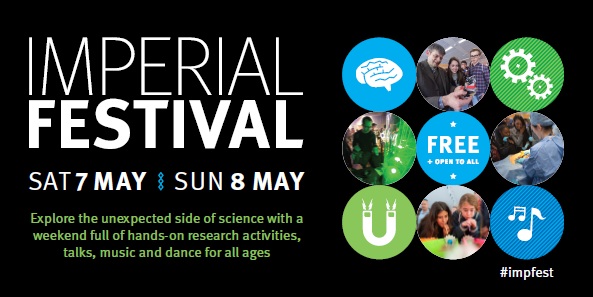 IMPERIAL
FESTIVAL
SAT 7 MAY SUN 8 MAY
Explore the unexpected side of science with a
weekend full of hands-on research activities,
talks, music and dance for all ages
FREE
+ OPEN TO ALL
#impfest